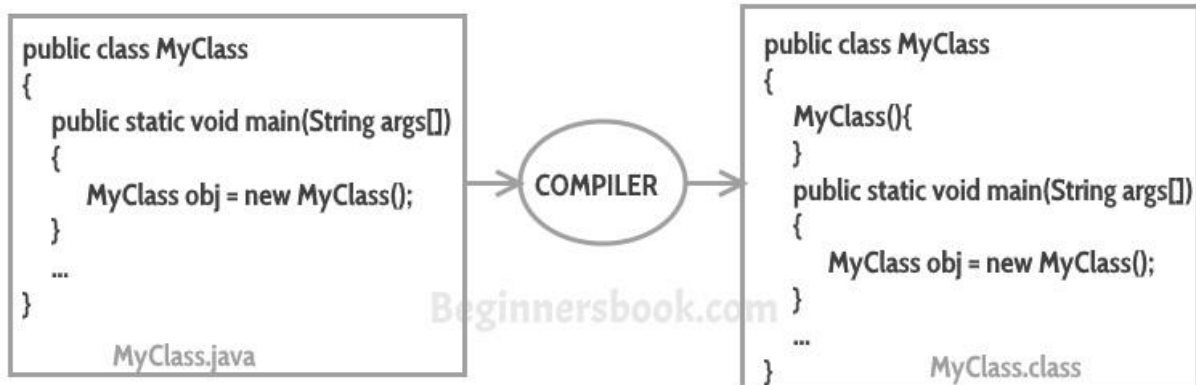 public class MyClass
{
public static void main(String args[])
{
MyClass obj = new MyClass();
}
...
}
MyClass.java
COMPILER
public class MyClass
{
MyClass(){
}
public static void main(String args[])
{
MyClass obj = new MyClass();
}
...
}
MyClass.class
Beginnersbook.com